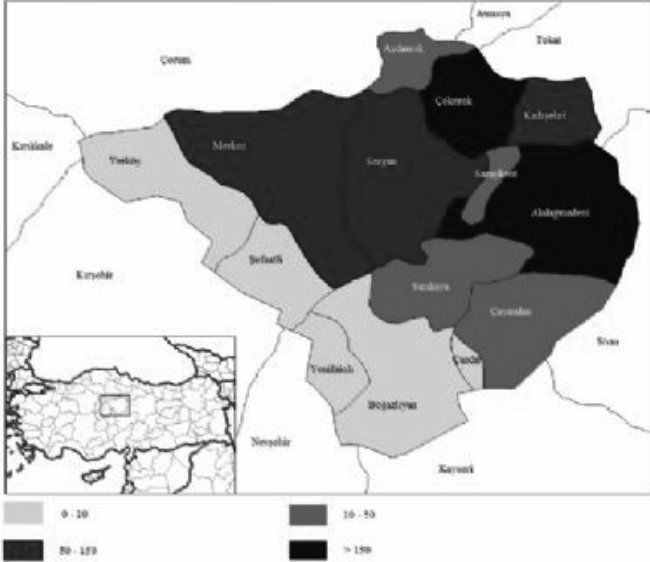 Amasya
Tokat
Aydıncık
Çorum
Çekerek
Kadışehri
Kırıkkale
Yerköy
Merkez
Sorgun
Saraykent
Akdağmadeni
Şefaatli
Kırşehir
Sarıkaya
Çayıralan
Sivas
Yenifakılı
Çandır
Boğazlıyan
Nevşehir
Kayseri
0 - 10
10 - 50
50 - 150
> 150